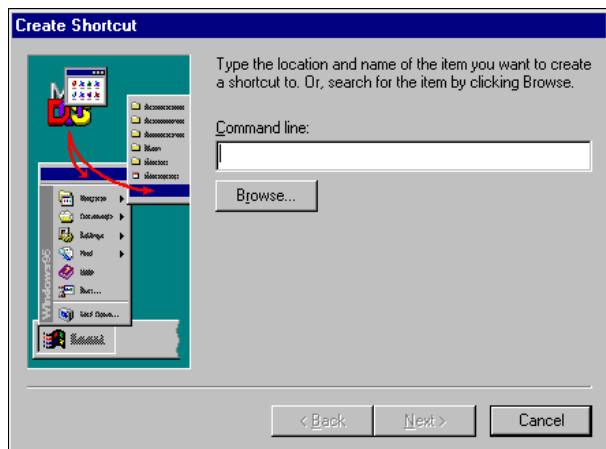 Create Shortcut
Type the location and name of the item you want to create
a shortcut to. Or, search for the item by clicking Browse.
Command line:
Browse...
Windows95
< Back
Next >
Cancel